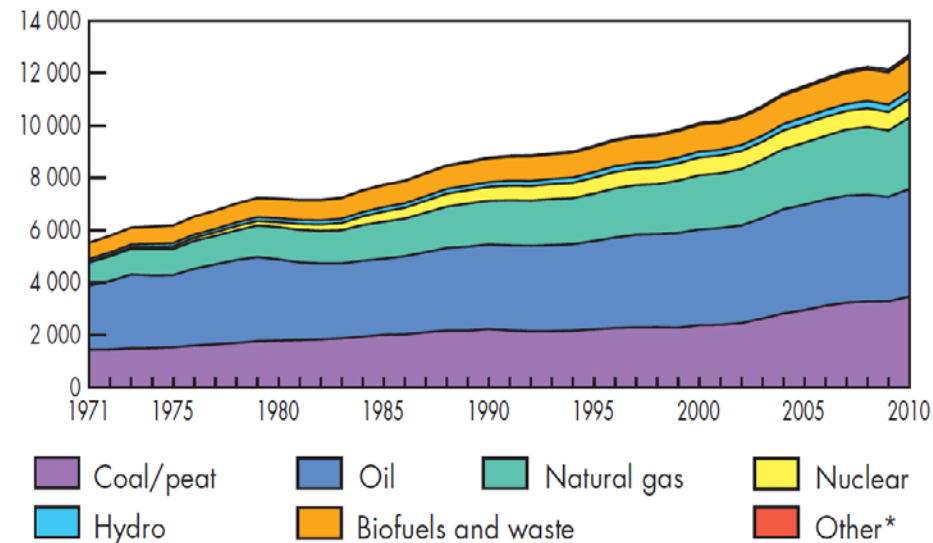 14 000
12 000
10 000
8 000
6 000
4 000
2 000
0
1971 1975 1980 1985 1990 1995 2000 2005 2010
Coal/peat Oil Natural gas Nuclear
Hydro Biofuels and waste Other*